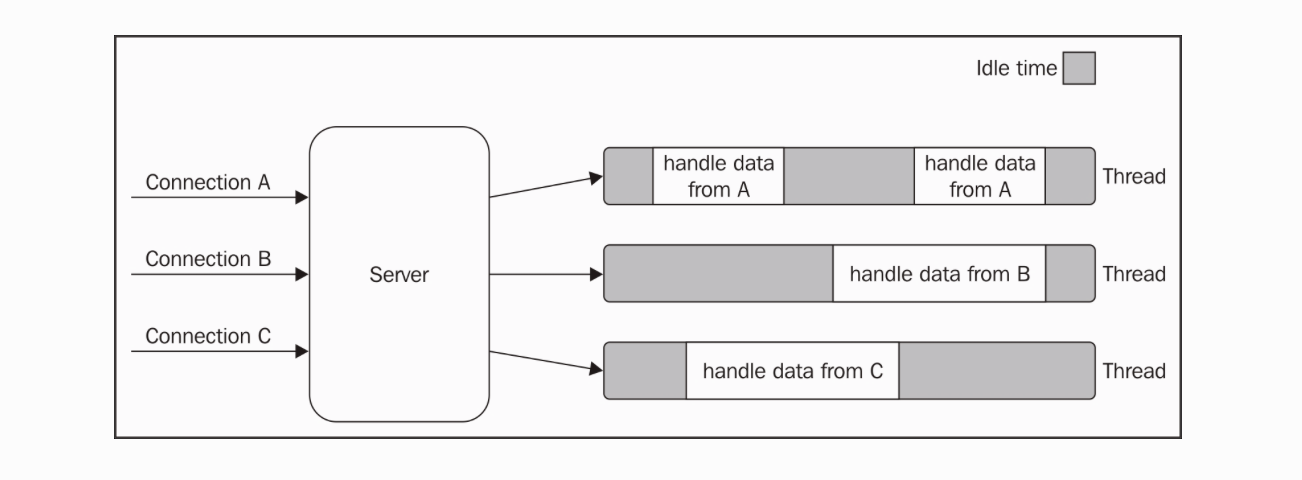 Idle time
Connection A
Connection B
Connection C
Server
handle data
from A
handle data
from A
Thread
handle data from B
Thread
handle data from C
Thread